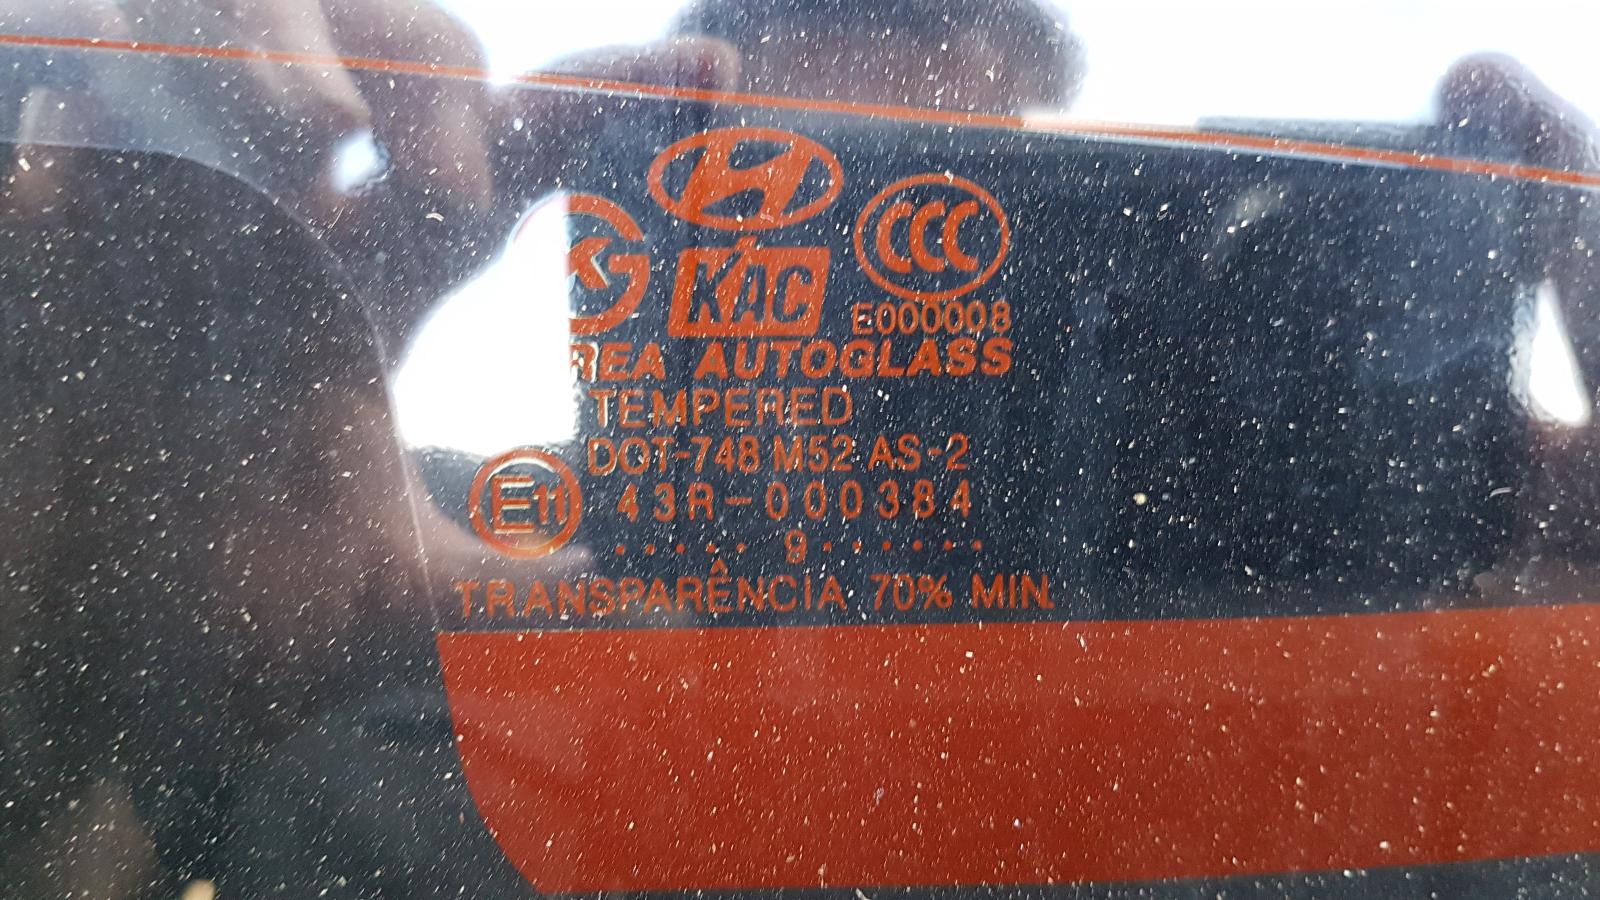 KAC
CCC
E000008
REA AUTOGLASS
TEMPERED
DOT-748 M52 AS-2
E11
43R-000384
..... 9......
TRANSPARÊNCIA 70% MIN.